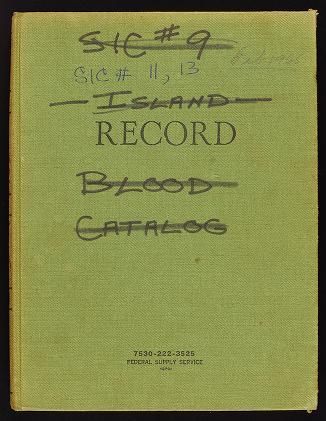 SIC # 9
SIC # 11, 13
— ISLAND —
RECORD
BLOOD
CATALOG
7530-222-3525
FEDERAL SUPPLY SERVICE